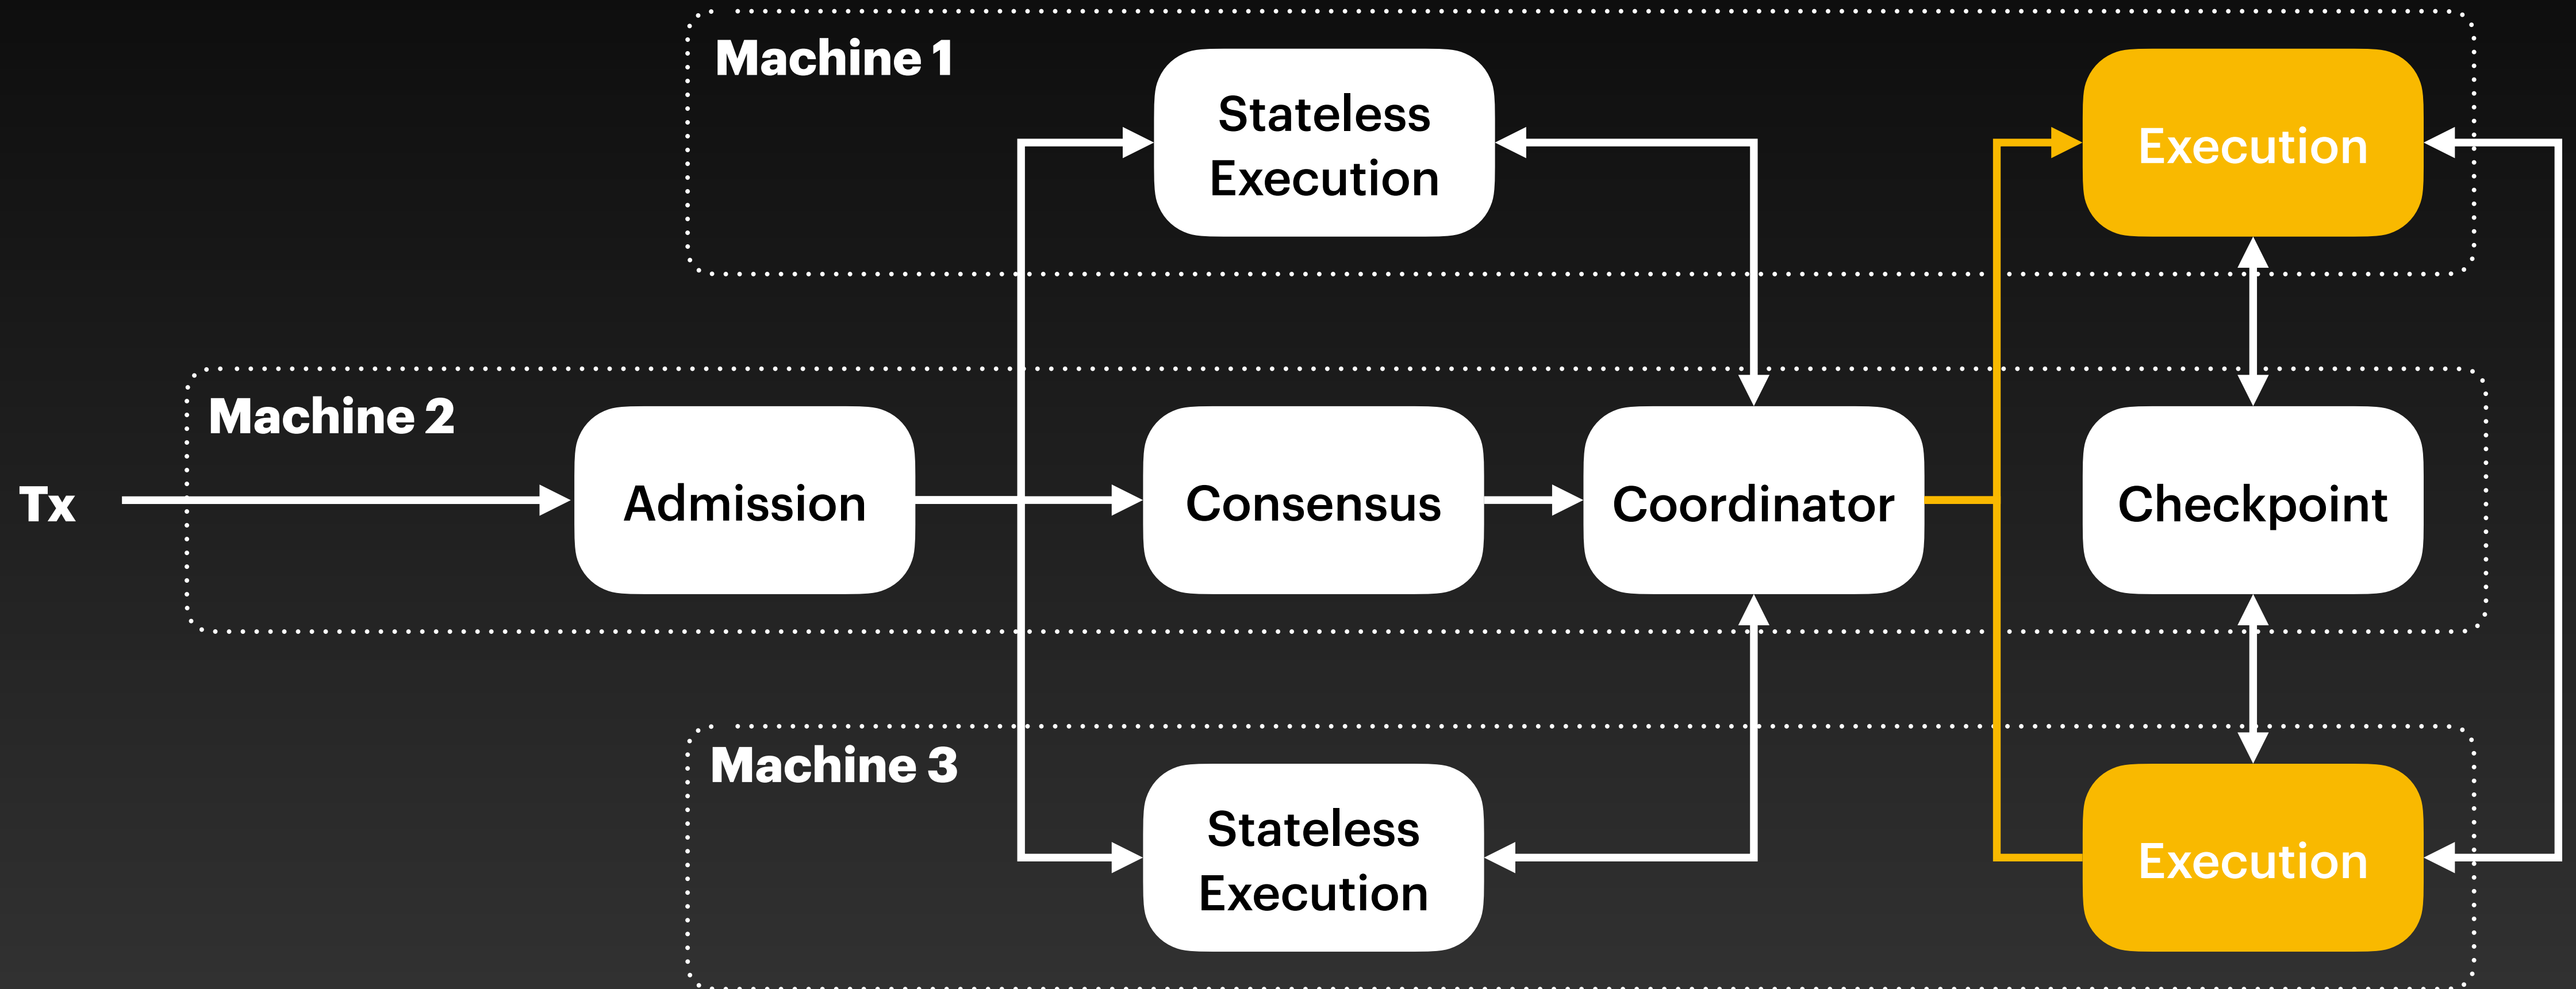 Machine 1
Stateless
Execution
Execution
Machine 2
Tx
Admission
Consensus
Coordinator
Checkpoint
Machine 3
Stateless
Execution
Execution